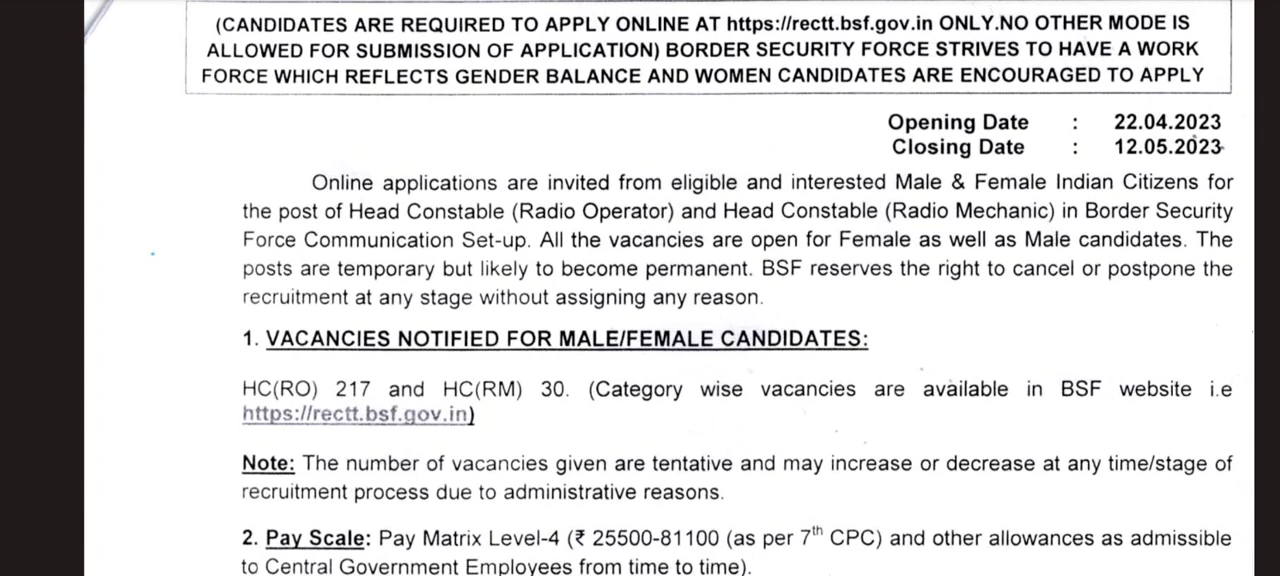 (CANDIDATES ARE REQUIRED TO APPLY ONLINE AT https://rectt.bsf.gov.in ONLY.NO OTHER MODE IS
ALLOWED FOR SUBMISSION OF APPLICATION) BORDER SECURITY FORCE STRIVES TO HAVE A WORK
FORCE WHICH REFLECTS GENDER BALANCE AND WOMEN CANDIDATES ARE ENCOURAGED TO APPLY
Opening Date : 22.04.2023
Closing Date : 12.05.2023
Online applications are invited from eligible and interested Male & Female Indian Citizens for
the post of Head Constable (Radio Operator) and Head Constable (Radio Mechanic) in Border Security
Force Communication Set-up. All the vacancies are open for Female as well as Male candidates. The
posts are temporary but likely to become permanent. BSF reserves the right to cancel or postpone the
recruitment at any stage without assigning any reason.
1. VACANCIES NOTIFIED FOR MALE/FEMALE CANDIDATES:
HC(RO) 217 and HC(RM) 30. (Category wise vacancies are available in BSF website i.e
https://rectt.bsf.gov.in)
Note: The number of vacancies given are tentative and may increase or decrease at any time/stage of
recruitment process due to administrative reasons.
2. Pay Scale: Pay Matrix Level-4 (₹ 25500-81100 (as per 7th CPC) and other allowances as admissible
to Central Government Employees from time to time).